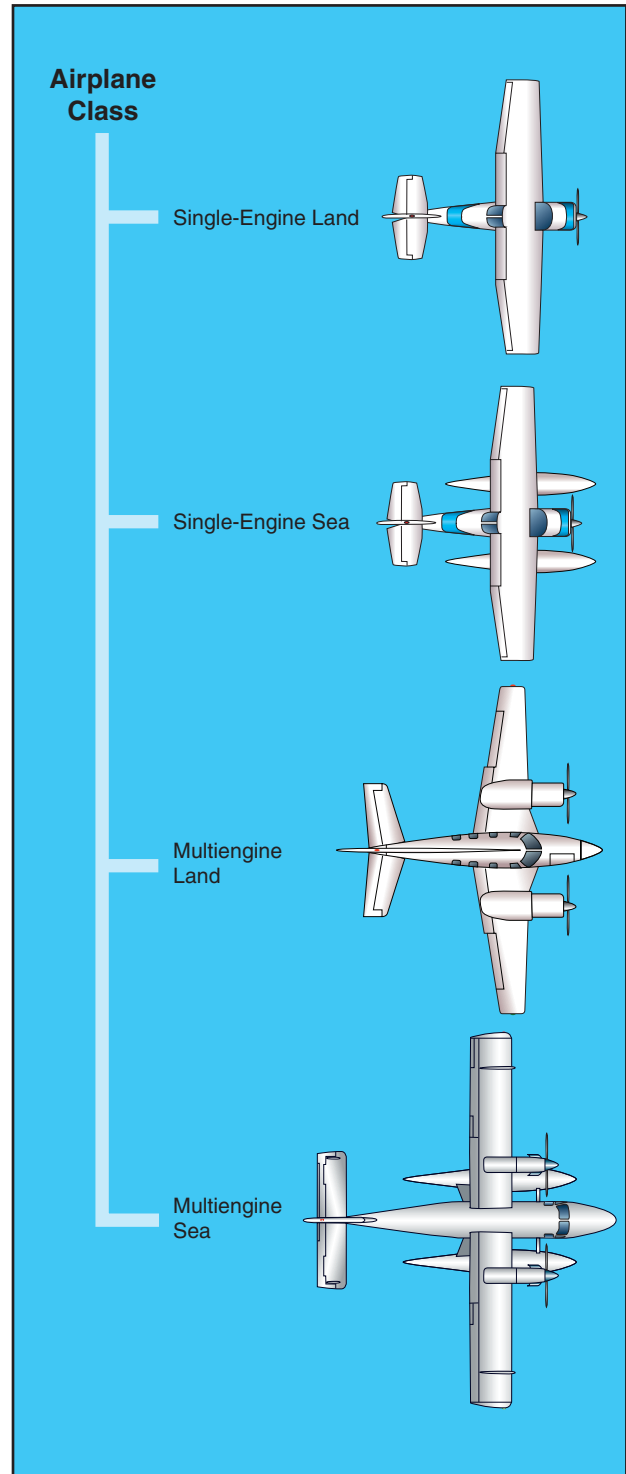 Airplane
Class
Single-Engine Land
Single-Engine Sea
Multiengine
Land
Multiengine
Sea